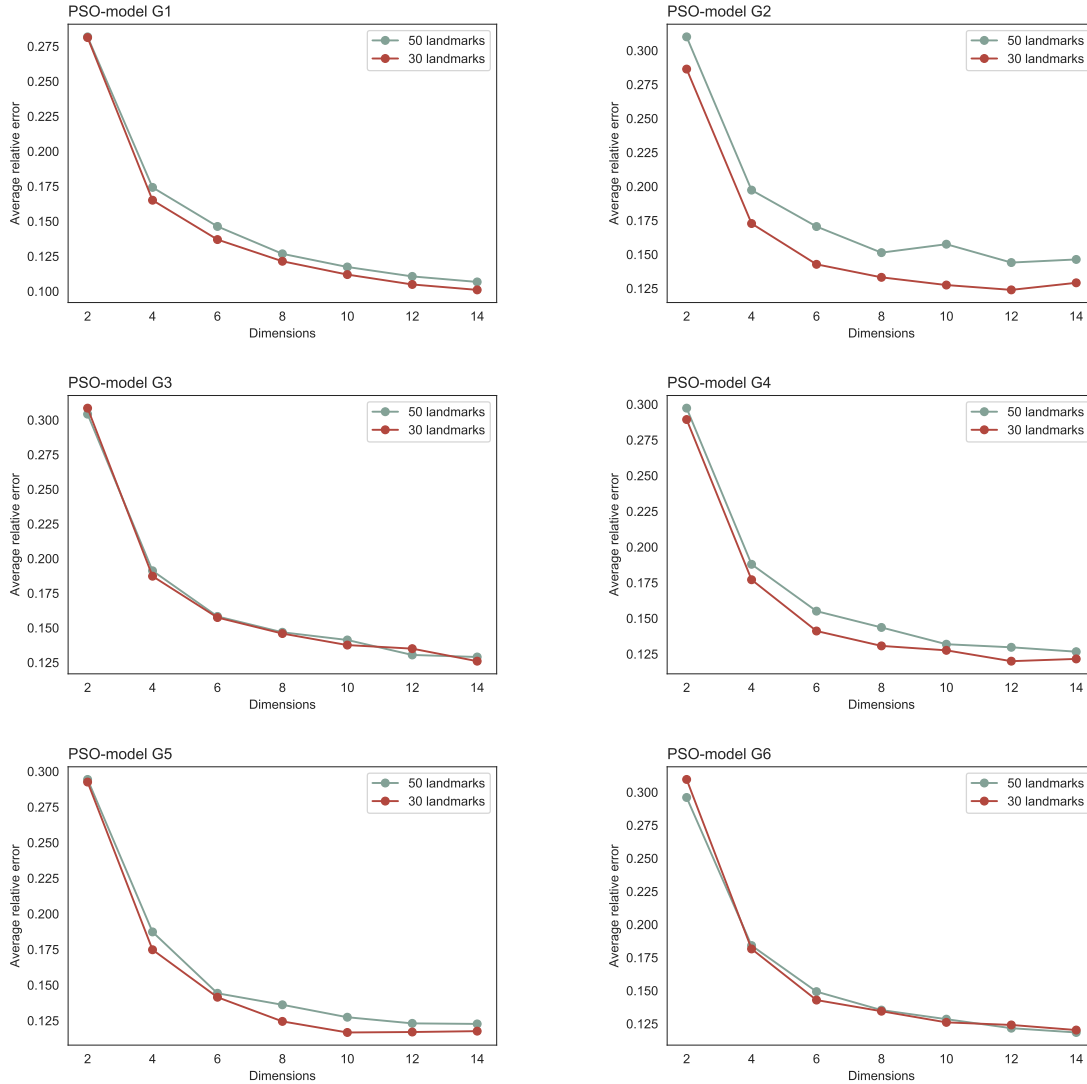 PSO-model G1
Average relative error
0.275
0.250
0.225
0.200
0.175
0.150
0.125
0.100
50 landmarks
30 landmarks
2 4 6 8 10 12 14
Dimensions
PSO-model G2
Average relative error
0.300
0.275
0.250
0.225
0.200
0.175
0.150
0.125
50 landmarks
30 landmarks
2 4 6 8 10 12 14
Dimensions
PSO-model G3
Average relative error
0.300
0.275
0.250
0.225
0.200
0.175
0.150
0.125
50 landmarks
30 landmarks
2 4 6 8 10 12 14
Dimensions
PSO-model G4
Average relative error
0.300
0.275
0.250
0.225
0.200
0.175
0.150
0.125
50 landmarks
30 landmarks
2 4 6 8 10 12 14
Dimensions
PSO-model G5
Average relative error
0.300
0.275
0.250
0.225
0.200
0.175
0.150
0.125
50 landmarks
30 landmarks
2 4 6 8 10 12 14
Dimensions
PSO-model G6
Average relative error
0.300
0.275
0.250
0.225
0.200
0.175
0.150
0.125
50 landmarks
30 landmarks
2 4 6 8 10 12 14
Dimensions